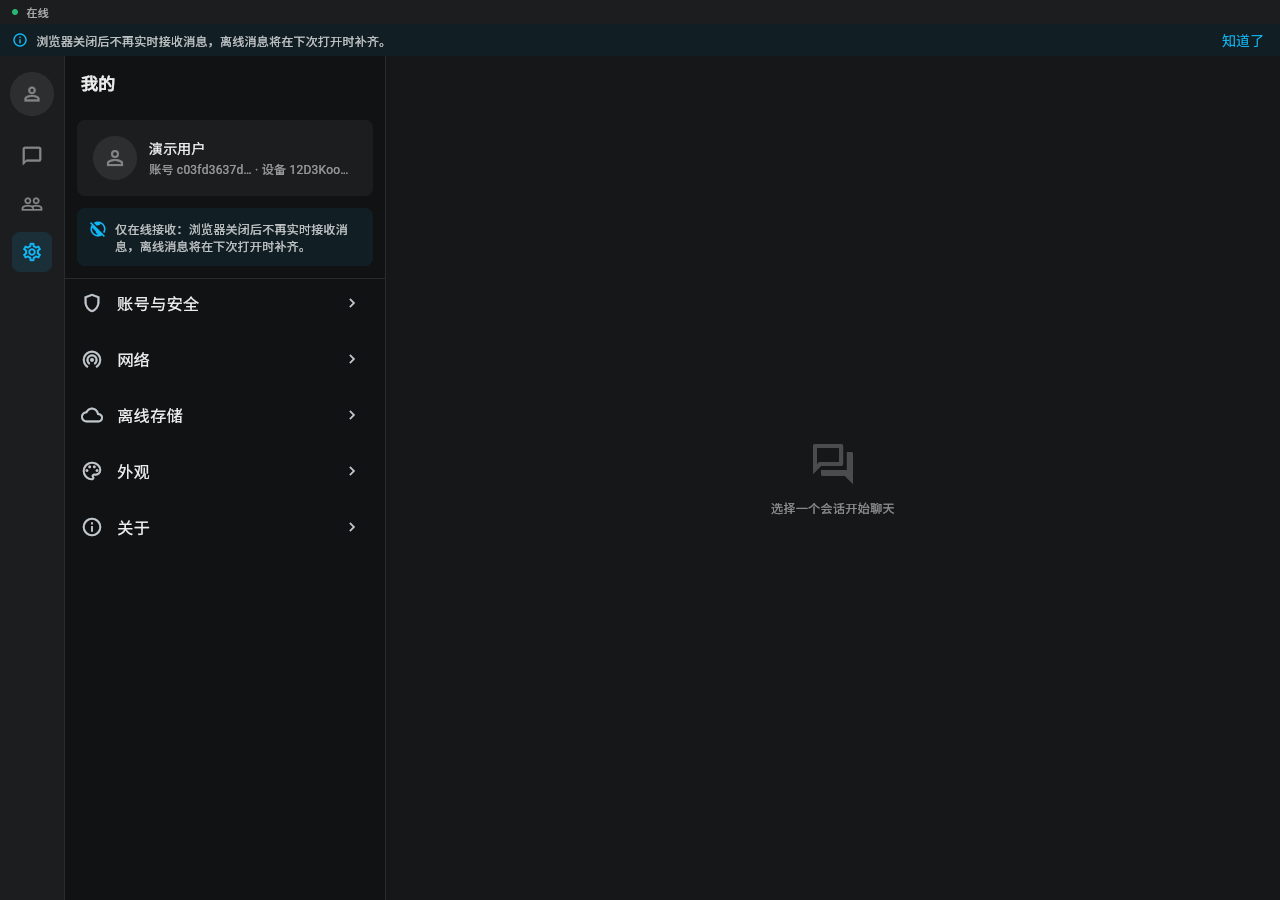 在线
浏览器关闭后不再实时接收消息，离线消息将在下次打开时补齐。
知道了
我的
演示用户
账号 c03fd3637d… · 设备 12D3Koo…
仅在线接收：浏览器关闭后不再实时接收消
息，离线消息将在下次打开时补齐。
账号与安全
网络
离线存储
外观
关于
选择一个会话开始聊天